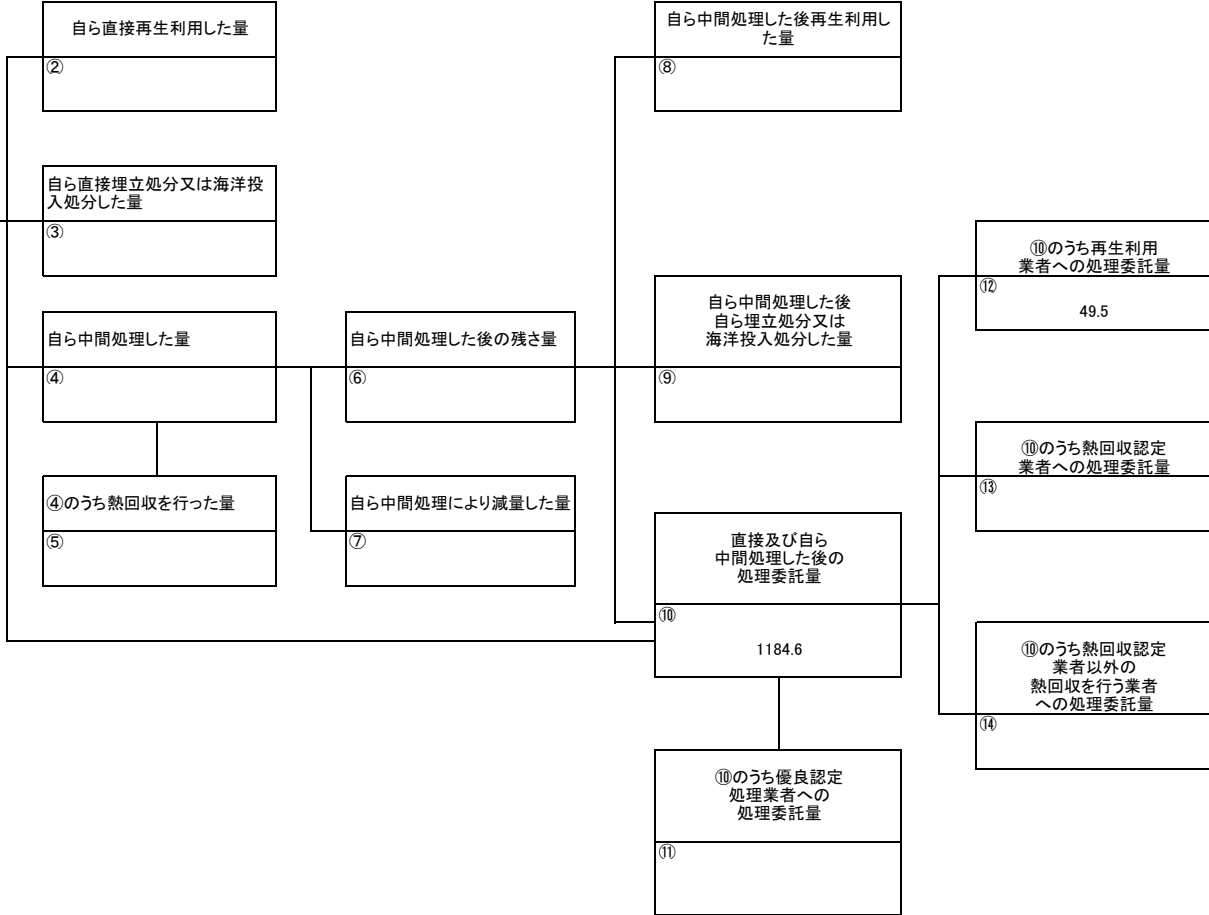 自ら直接再生利用した量
②
自ら中間処理した後再生利用し
た量
⑧
自ら直接埋立処分又は海洋投
入処分した量
③
自ら中間処理した量
④
自ら中間処理した後の残さ量
⑥
自ら中間処理した後
自ら埋立処分又は
海洋投入処分した量
⑨
⑩のうち再生利用
業者への処理委託量
⑫
49.5
④のうち熱回収を行った量
⑤
自ら中間処理により減量した量
⑦
直接及び自ら
中間処理した後の
処理委託量
⑩
1184.6
⑩のうち熱回収認定
業者への処理委託量
⑬
⑩のうち熱回収認定
業者以外の
熱回収を行う業者
への処理委託量
⑭
⑩のうち優良認定
処理業者への
処理委託量
⑪